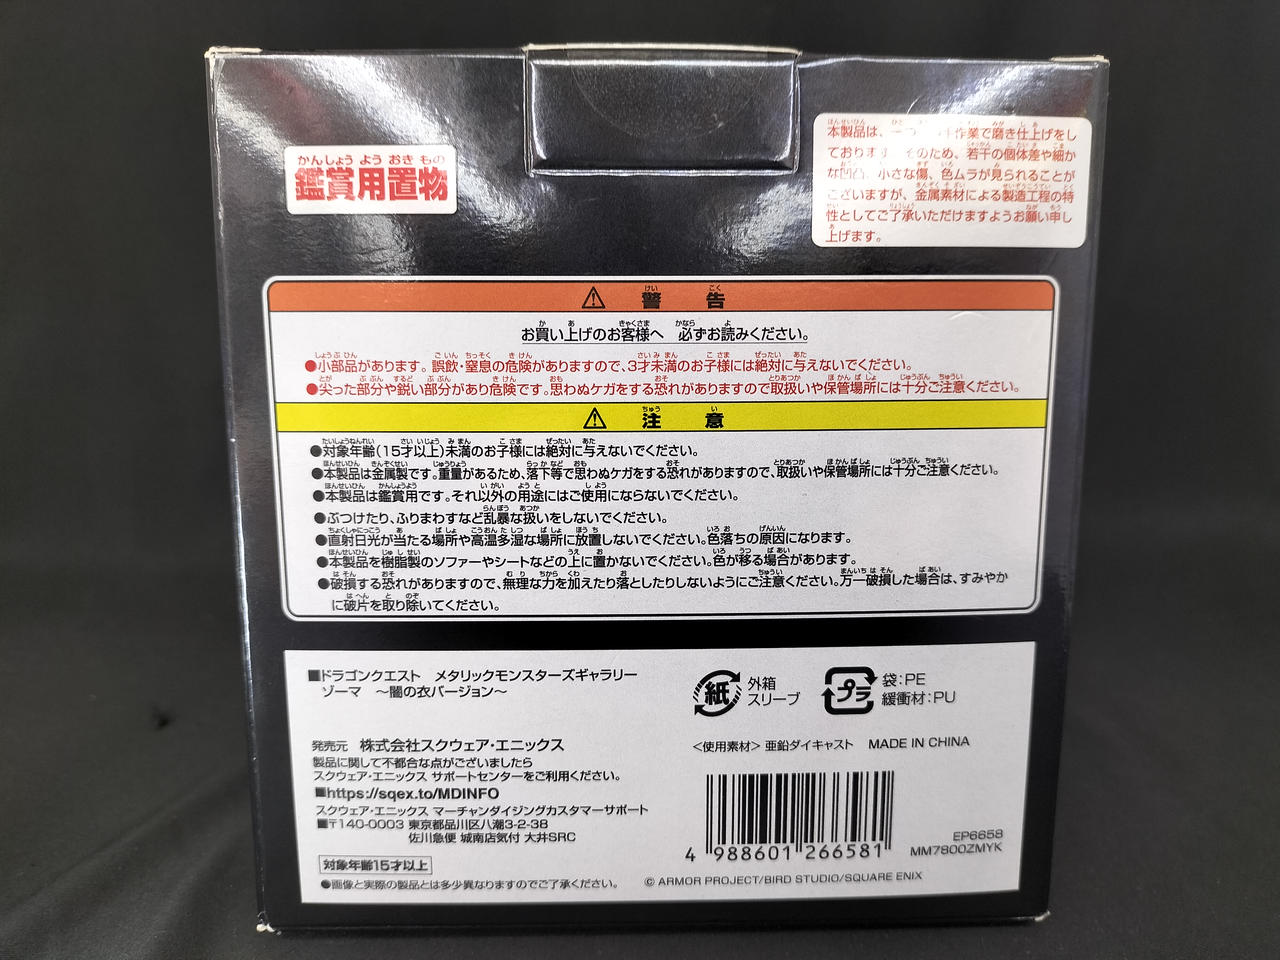 かんしょう よう おき もの
鑑賞用置物
本製品は、一つ 手作業で磨き仕上げをし
ております そのため、若干の個体差や細か
な凹凸、小さな傷、色ムラが見られることが
ございますが、金属素材による製造工程の特
性としてご了承いただけますようお願い申し
上げます。
⚠ 警告
お買い上げのお客様へ 必ずお読みください。
●小部品があります。誤飲・窒息の危険がありますので、3才未満のお子様には絶対に与えないでください。
●尖った部分や鋭い部分があり危険です。思わぬケガをする恐れがありますので取扱いや保管場所には十分ご注意ください。
⚠ 注意
●対象年齢(15才以上)未満のお子様には絶対に与えないでください。
●本製品は金属製です。重量があるため、落下等で思わぬケガをする恐れがありますので、取扱いや保管場所には十分ご注意ください。
●本製品は鑑賞用です。それ以外の用途にはご使用にならないでください。
●ぶつけたり、ふりまわすなど乱暴な扱いをしないでください。
●直射日光が当たる場所や高温多湿な場所に放置しないでください。色落ちの原因になります。
●本製品を樹脂製のソファーやシートなどの上に置かないでください。色が移る場合があります。
●破損する恐れがありますので、無理な力を加えたり落としたりしないようにご注意ください。万一破損した場合は、すみやか
に破片を取り除いてください。
■ドラゴンクエスト メタリックモンスターズギャラリー
ゾーマ 〜闇の衣バージョン〜
発売元 株式会社スクウェア・エニックス
製品に関して不都合な点がございましたら
スクウェア・エニックス サポートセンターをご利用ください。
■https://sqex.to/MDINFO
スクウェア・エニックス マーチャンダイジングカスタマーサポート
■〒140-0003 東京都品川区八潮3-2-38
佐川急便 城南店気付 大井SRC
対象年齢15才以上
●画像と実際の製品とは多少異なりますのでご了承ください。
紙 外箱
スリーブ
プラ 袋:PE
緩衝材:PU
<使用素材> 亜鉛ダイキャスト MADE IN CHINA
4 988601 266581
EP6658
MM7800ZMYK
© ARMOR PROJECT/BIRD STUDIO/SQUARE ENIX